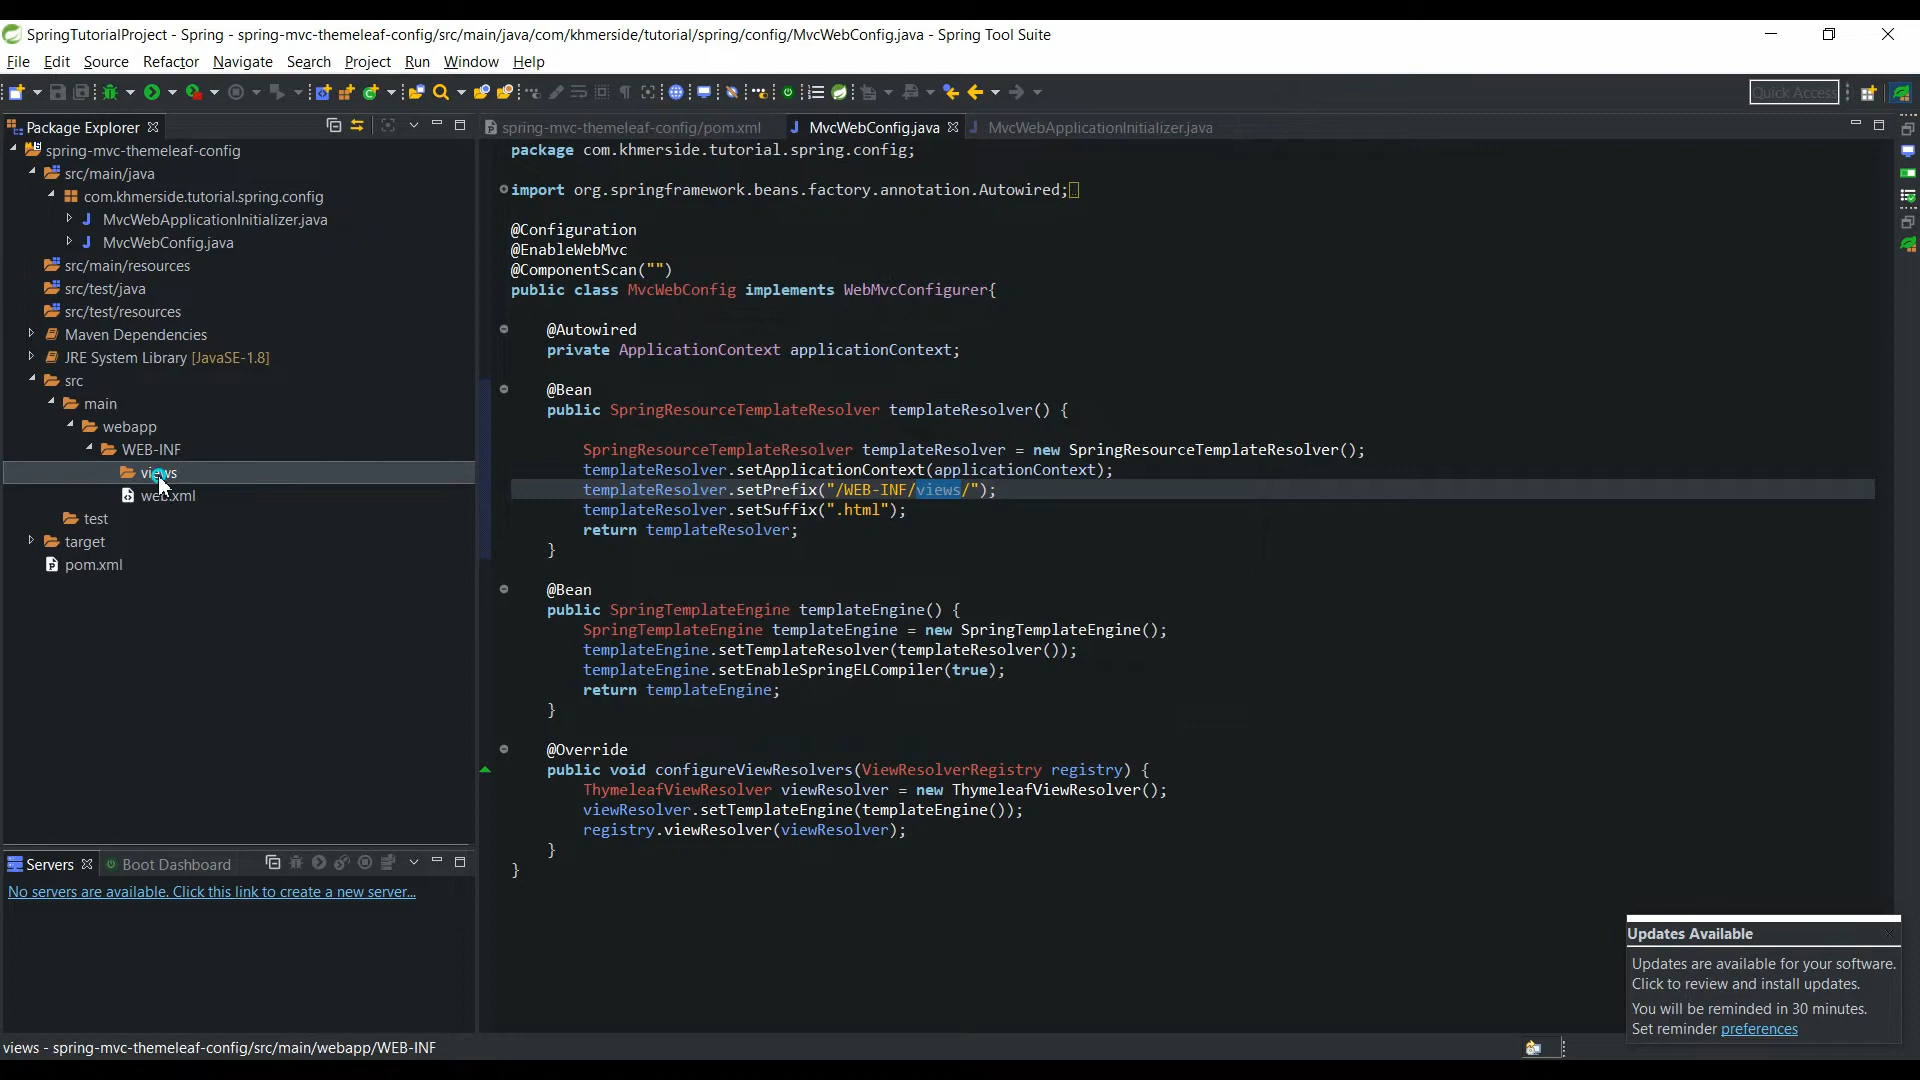 SpringTutorialProject - Spring - spring-mvc-themeleaf-config/src/main/java/com/khmerside/tutorial/spring/config/MvcWebConfig.java - Spring Tool Suite
File Edit Source Refactor Navigate Search Project Run Window Help
Quick Access
Package Explorer
spring-mvc-themeleaf-config
src/main/java
com.khmerside.tutorial.spring.config
MvcWebApplicationInitializer.java
MvcWebConfig.java
src/main/resources
src/test/java
src/test/resources
Maven Dependencies
JRE System Library [JavaSE-1.8]
src
main
webapp
WEB-INF
views
web.xml
test
target
pom.xml
Servers Boot Dashboard
No servers are available. Click this link to create a new server...
spring-mvc-themeleaf-config/pom.xml MvcWebConfig.java MvcWebApplicationInitializer.java
package com.khmerside.tutorial.spring.config;
import org.springframework.beans.factory.annotation.Autowired;
@Configuration
@EnableWebMvc
@ComponentScan("")
public class MvcWebConfig implements WebMvcConfigurer{
@Autowired
private ApplicationContext applicationContext;
@Bean
public SpringResourceTemplateResolver templateResolver() {
SpringResourceTemplateResolver templateResolver = new SpringResourceTemplateResolver();
templateResolver.setApplicationContext(applicationContext);
templateResolver.setPrefix("/WEB-INF/views/");
templateResolver.setSuffix(".html");
return templateResolver;
}
@Bean
public SpringTemplateEngine templateEngine() {
SpringTemplateEngine templateEngine = new SpringTemplateEngine();
templateEngine.setTemplateResolver(templateResolver());
templateEngine.setEnableSpringELCompiler(true);
return templateEngine;
}
@Override
public void configureViewResolvers(ViewResolverRegistry registry) {
ThymeleafViewResolver viewResolver = new ThymeleafViewResolver();
viewResolver.setTemplateEngine(templateEngine());
registry.viewResolver(viewResolver);
}
}
Updates Available
Updates are available for your software.
Click to review and install updates.
You will be reminded in 30 minutes.
Set reminder preferences
views - spring-mvc-themeleaf-config/src/main/webapp/WEB-INF